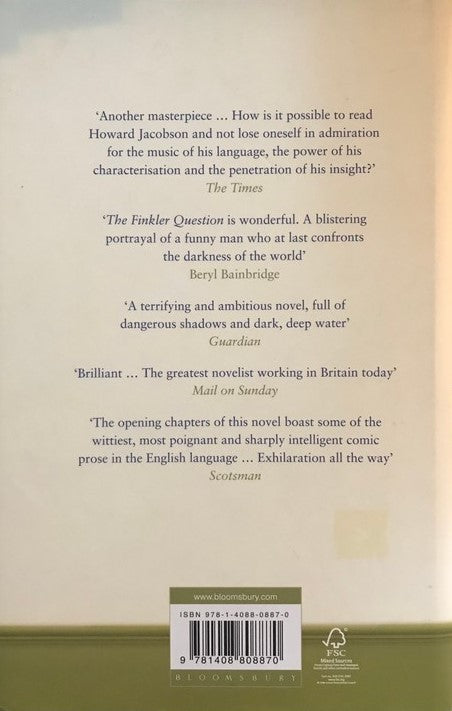 ‘Another masterpiece … How is it possible to read
Howard Jacobson and not lose oneself in admiration
for the music of his language, the power of his
characterisation and the penetration of his insight?’
The Times
‘The Finkler Question is wonderful. A blistering
portrayal of a funny man who at last confronts
the darkness of the world’
Beryl Bainbridge
‘A terrifying and ambitious novel, full of
dangerous shadows and dark, deep water’
Guardian
‘Brilliant … The greatest novelist working in Britain today’
Mail on Sunday
‘The opening chapters of this novel boast some of the
wittiest, most poignant and sharply intelligent comic
prose in the English language … Exhilaration all the way’
Scotsman
www.bloomsbury.com
ISBN 978-1-4088-0887-0
9 781408 808870
BLOOMSBURY
FSC
Mixed Sources